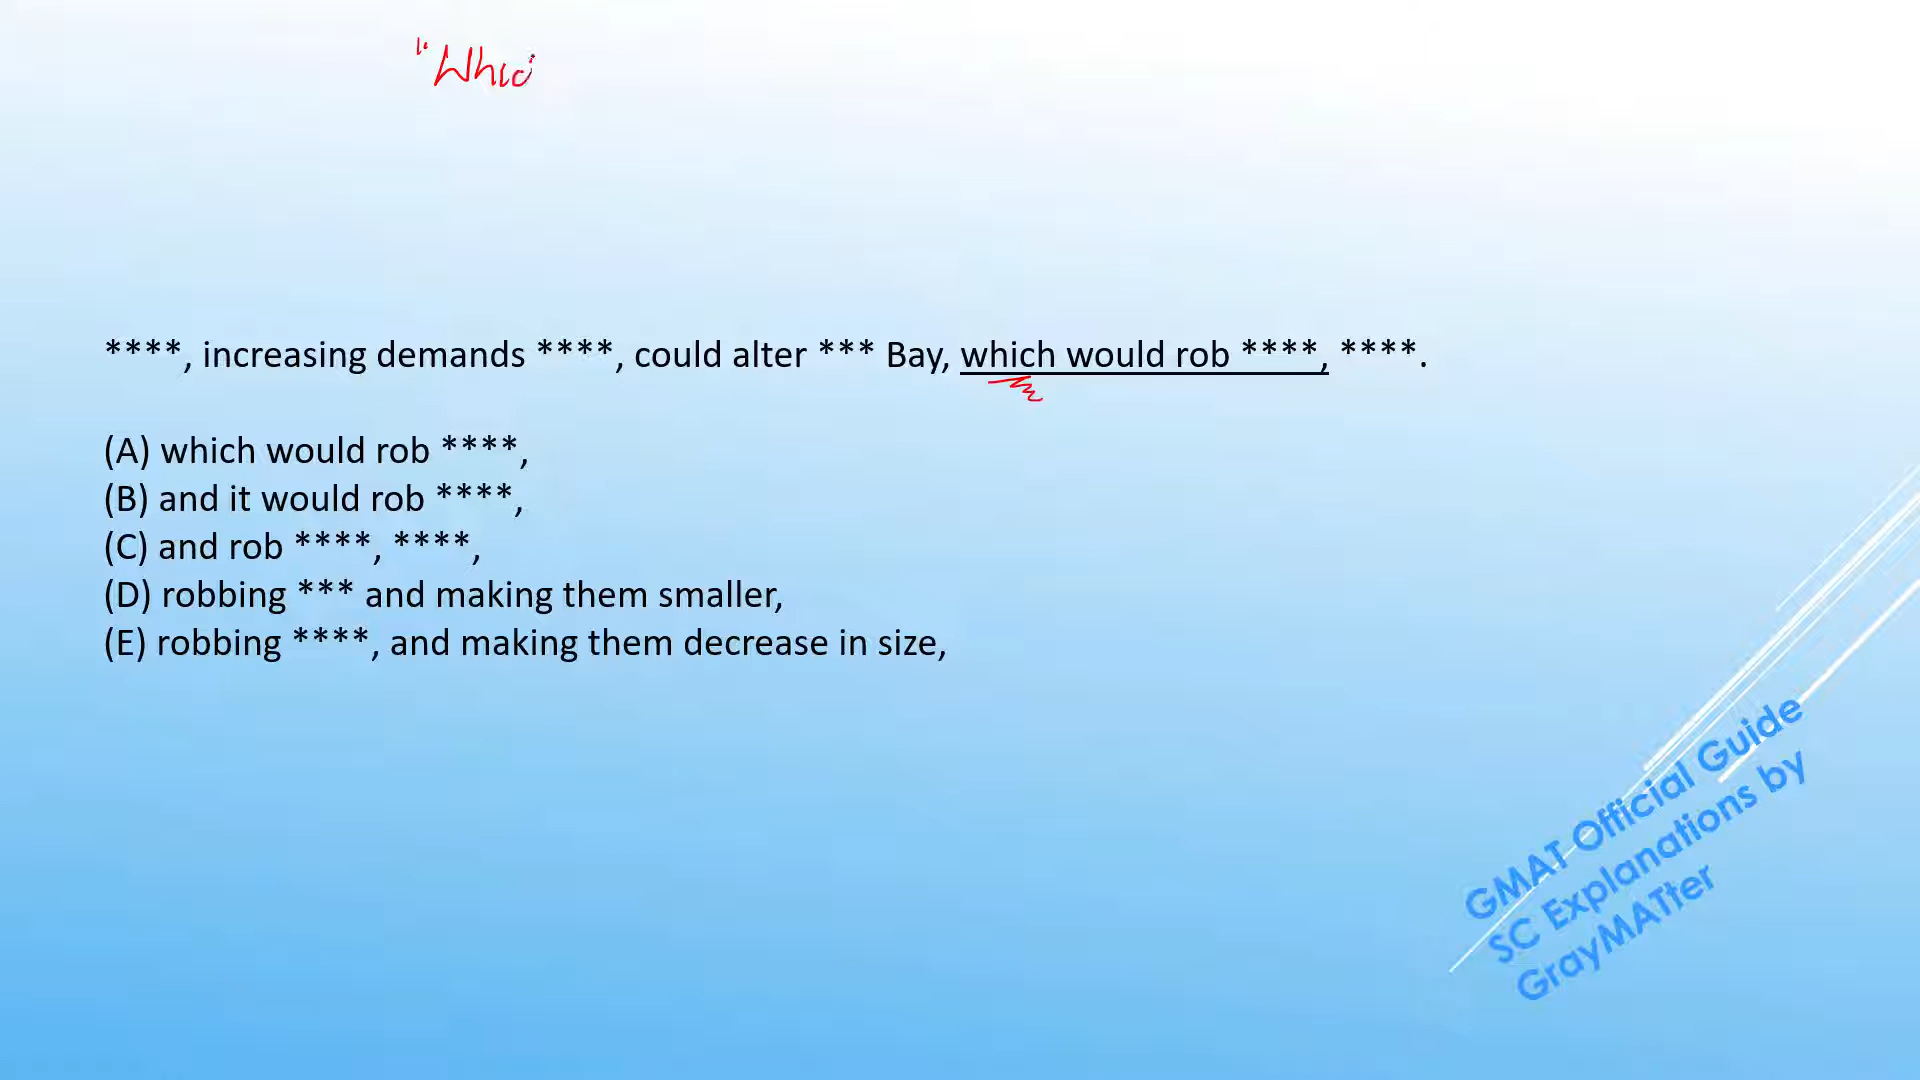 "Whic
****, increasing demands ****, could alter *** Bay, which would rob ****, ****.
(A) which would rob ****,
(B) and it would rob ****,
(C) and rob ****, ****,
(D) robbing *** and making them smaller,
(E) robbing ****, and making them decrease in size,
GMAT Official Guide
SC Explanations by
GrayMATter